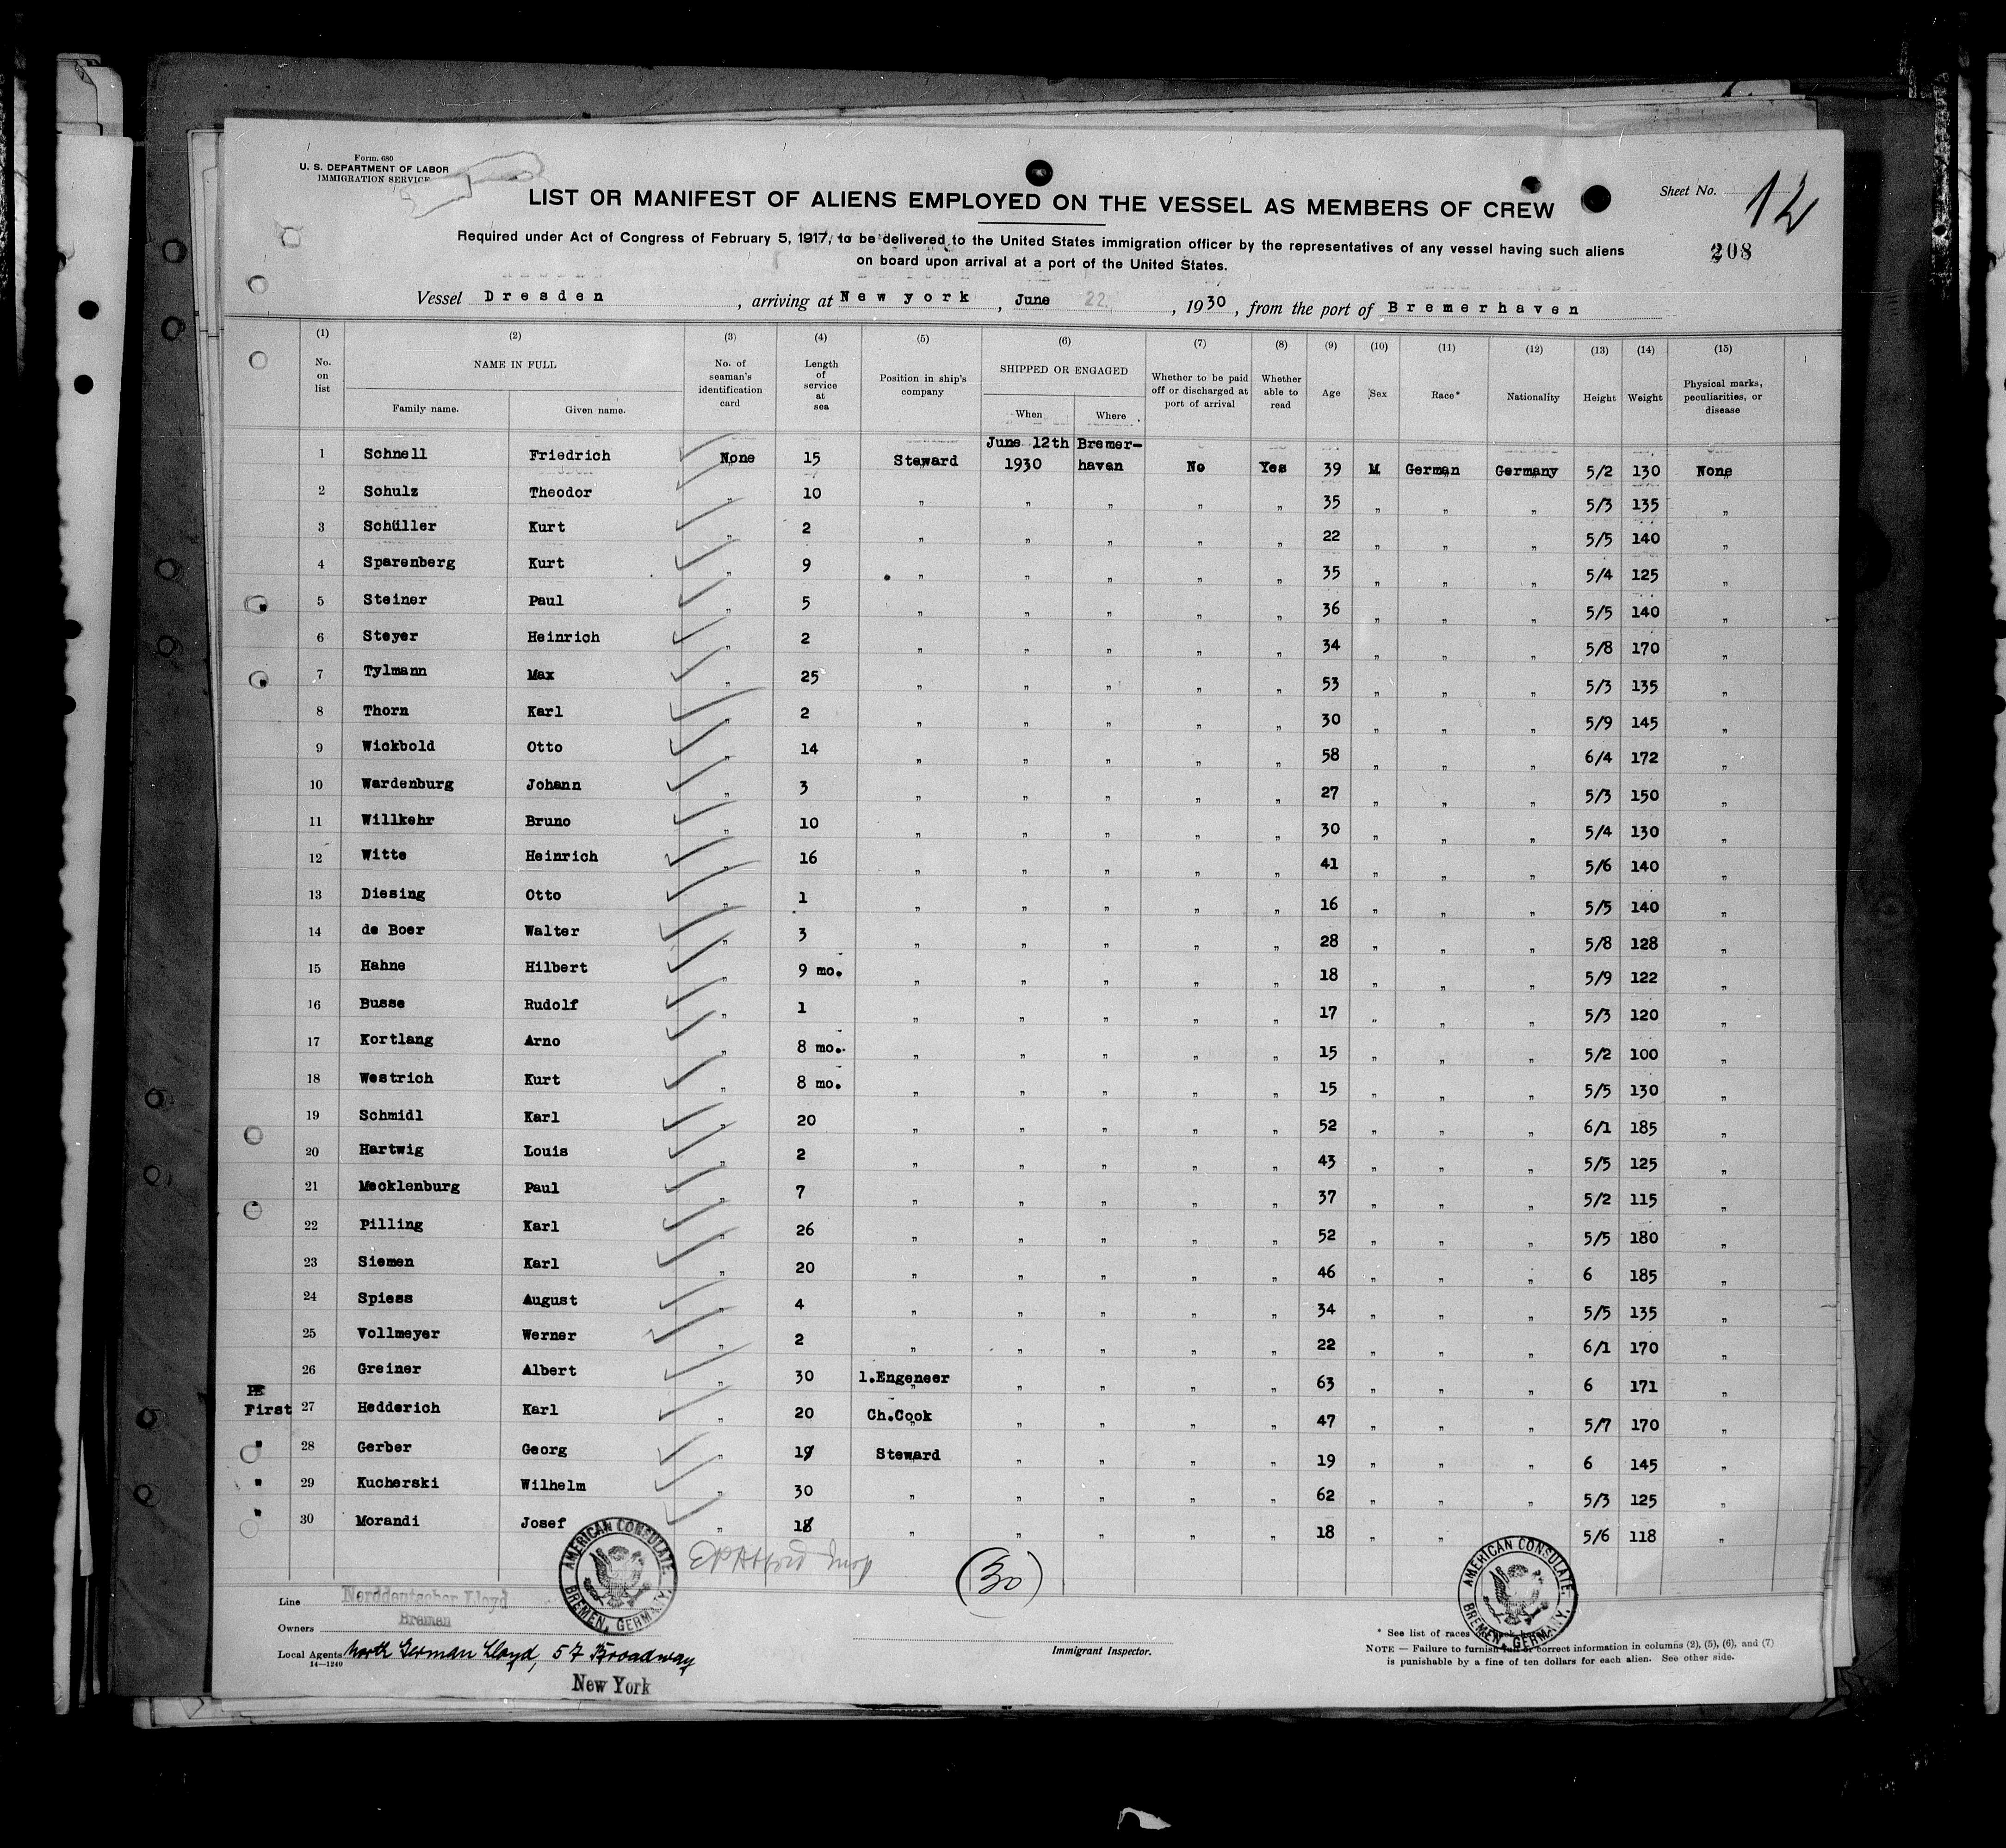 Form. 680
U. S. DEPARTMENT OF LABOR
IMMIGRATION SERVICE
LIST OR MANIFEST OF ALIENS EMPLOYED ON THE VESSEL AS MEMBERS OF CREW
Sheet No. 12
Required under Act of Congress of February 5, 1917, to be delivered to the United States immigration officer by the representatives of any vessel having such aliens
on board upon arrival at a port of the United States.
208
Vessel Dresden, arriving at New york, June 22, 1930, from the port of Bremerhaven
(1) (2) (3) (4) (5) (6) (7) (8) (9) (10) (11) (12) (13) (14) (15)
No. on list NAME IN FULL Family name. Given name. No. of seaman's identification card Length of service at sea Position in ship's company SHIPPED OR ENGAGED When Where Whether to be paid off or discharged at port of arrival Whether able to read Age Sex Race* Nationality Height Weight Physical marks, peculiarities, or disease
1 Schnell Friedrich None 15 Steward June 12th 1930 Bremer-haven No Yes 39 M German Germany 5/2 130 None
2 Schulz Theodor " 10 " " " " " 35 " " " 5/3 135 "
3 Schüller Kurt " 2 " " " " " 22 " " " 5/5 140 "
4 Sparenberg Kurt " 9 " " " " " 35 " " " 5/4 125 "
5 Steiner Paul " 5 " " " " " 36 " " " 5/5 140 "
6 Steyer Heinrich " 2 " " " " " 34 " " " 5/8 170 "
7 Tylmann Max " 25 " " " " " 53 " " " 5/3 135 "
8 Thorn Karl " 2 " " " " " 30 " " " 5/9 145 "
9 Wickbold Otto " 14 " " " " " 58 " " " 6/4 172 "
10 Wardenburg Johann " 3 " " " " " 27 " " " 5/3 150 "
11 Willkehr Bruno " 10 " " " " " 30 " " " 5/4 130 "
12 Witte Heinrich " 16 " " " " " 41 " " " 5/6 140 "
13 Diesing Otto " 1 " " " " " 16 " " " 5/5 140 "
14 de Boer Walter " 3 " " " " " 28 " " " 5/8 128 "
15 Hahne Hilbert 9 mo. " " " " " 18 " " " 5/9 122 "
16 Busse Rudolf " 1 " " " " " 17 " " " 5/3 120 "
17 Kortlang Arno " 8 mo. " " " " " 15 " " " 5/2 100 "
18 Westrich Kurt " 8 mo. " " " " " 15 " " " 5/5 130 "
19 Schmidl Karl " 20 " " " " " 52 " " " 6/1 185 "
20 Hartwig Louis " 2 " " " " " 43 " " " 5/5 125 "
21 Mecklenburg Paul " 7 " " " " " 37 " " " 5/2 115 "
22 Pilling Karl " 26 " " " " " 52 " " " 5/5 180 "
23 Siemen Karl " 20 " " " " " 46 " " " 6 185 "
24 Spiess August " 4 " " " " " 34 " " " 5/5 135 "
25 Vollmeyer Werner " 2 " " " " " 22 " " " 6/1 170 "
26 Greiner Albert " 30 1.Engeneer " " " " 63 " " " 6 171 "
First 27 Hedderich Karl " 20 Ch.Cook " " " " 47 " " " 5/7 170 "
" 28 Gerber Georg " 1 Steward " " " " 19 " " " 6 145 "
" 29 Kucharski Wilhelm " 30 " " " " " 62 " " " 5/3 125 "
" 30 Morandi Josef " 1 " " " " " 18 " " 5/6 118 "
AMERICAN CONSULATE, BREMEN, GERMANY.
(30)
AMERICAN CONSULATE, BREMEN, GERMANY.
Line Norddeutscher Lloyd
Bremen
Owners
Local Agents North German Lloyd, 57 Broadway
14—1240
New York
Immigrant Inspector.
* See list of races
NOTE — Failure to furnish full or correct information in columns (2), (5), (6), and (7)
is punishable by a fine of ten dollars for each alien. See other side.